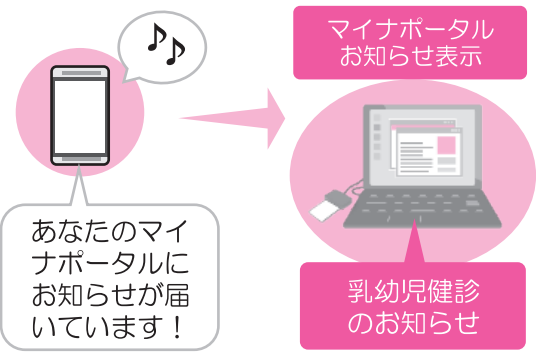 あなたのマイ
ナポータルに
お知らせが届
いています！
マイナポータル
お知らせ表示
乳幼児健診
のお知らせ